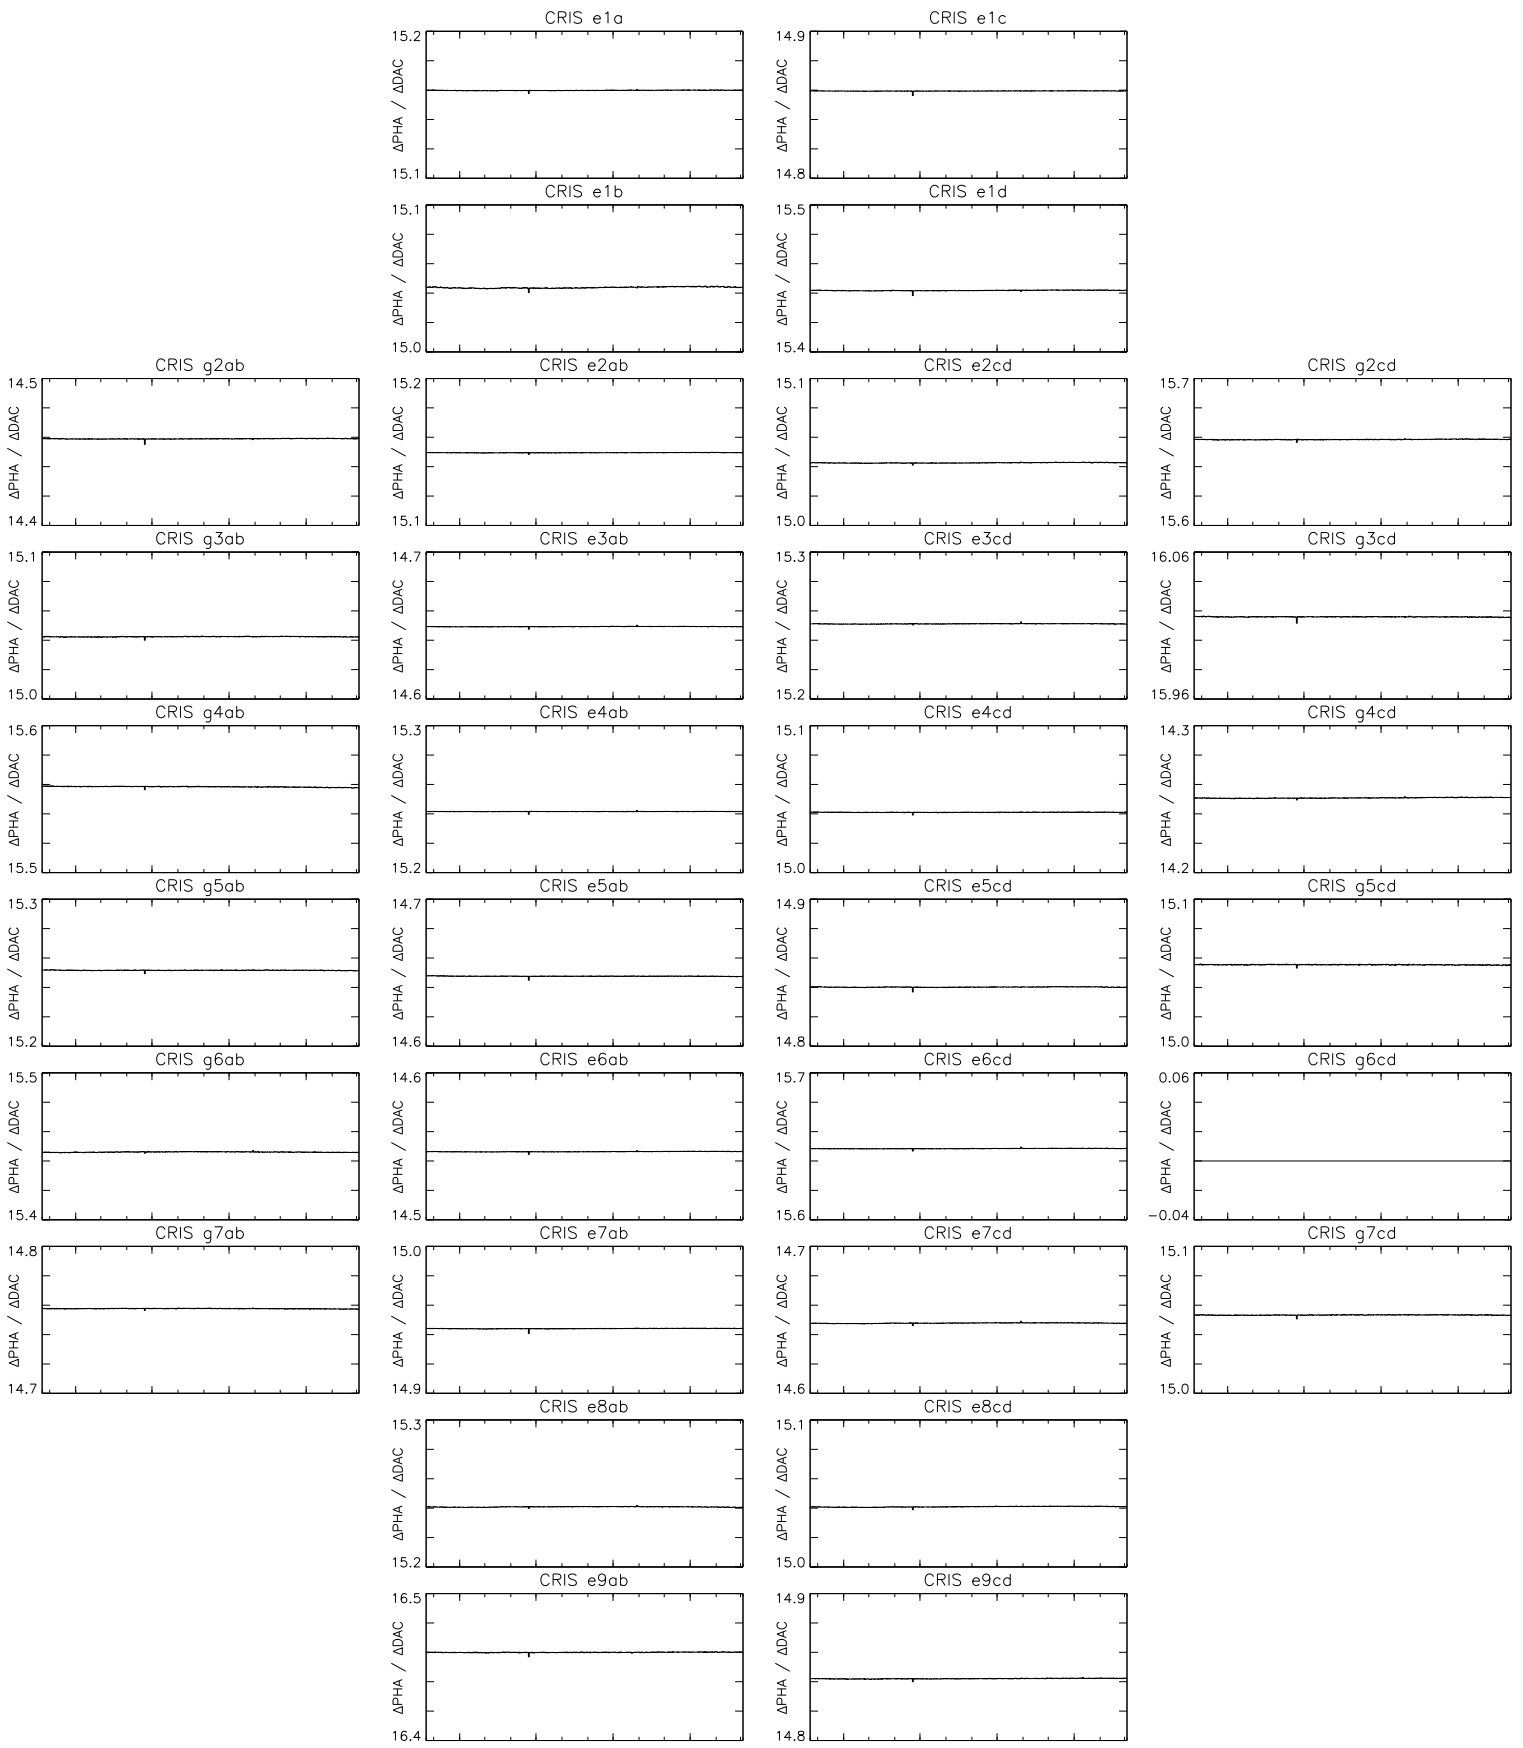 CRIS e1a
15.2
ΔPHA / ΔDAC
15.1
CRIS e1c
14.9
ΔPHA / ΔDAC
14.8
CRIS e1b
15.1
ΔPHA / ΔDAC
15.0
CRIS e1d
15.5
ΔPHA / ΔDAC
15.4
CRIS g2ab
14.5
ΔPHA / ΔDAC
14.4
CRIS e2ab
15.2
ΔPHA / ΔDAC
15.1
CRIS e2cd
15.1
ΔPHA / ΔDAC
15.0
CRIS g2cd
15.7
ΔPHA / ΔDAC
15.6
CRIS g3ab
15.1
ΔPHA / ΔDAC
15.0
CRIS e3ab
14.7
ΔPHA / ΔDAC
14.6
CRIS e3cd
15.3
ΔPHA / ΔDAC
15.2
CRIS g3cd
16.06
ΔPHA / ΔDAC
15.96
CRIS g4ab
15.6
ΔPHA / ΔDAC
15.5
CRIS e4ab
15.3
ΔPHA / ΔDAC
15.2
CRIS e4cd
15.1
ΔPHA / ΔDAC
15.0
CRIS g4cd
14.3
ΔPHA / ΔDAC
14.2
CRIS g5ab
15.3
ΔPHA / ΔDAC
15.2
CRIS e5ab
14.7
ΔPHA / ΔDAC
14.6
CRIS e5cd
14.9
ΔPHA / ΔDAC
14.8
CRIS g5cd
15.1
ΔPHA / ΔDAC
15.0
CRIS g6ab
15.5
ΔPHA / ΔDAC
15.4
CRIS e6ab
14.6
ΔPHA / ΔDAC
14.5
CRIS e6cd
15.7
ΔPHA / ΔDAC
15.6
CRIS g6cd
0.06
ΔPHA / ΔDAC
−0.04
CRIS g7ab
14.8
ΔPHA / ΔDAC
14.7
CRIS e7ab
15.0
ΔPHA / ΔDAC
14.9
CRIS e7cd
14.7
ΔPHA / ΔDAC
14.6
CRIS g7cd
15.1
ΔPHA / ΔDAC
15.0
CRIS e8ab
15.3
ΔPHA / ΔDAC
15.2
CRIS e8cd
15.1
ΔPHA / ΔDAC
15.0
CRIS e9ab
16.5
ΔPHA / ΔDAC
16.4
CRIS e9cd
14.9
ΔPHA / ΔDAC
14.8